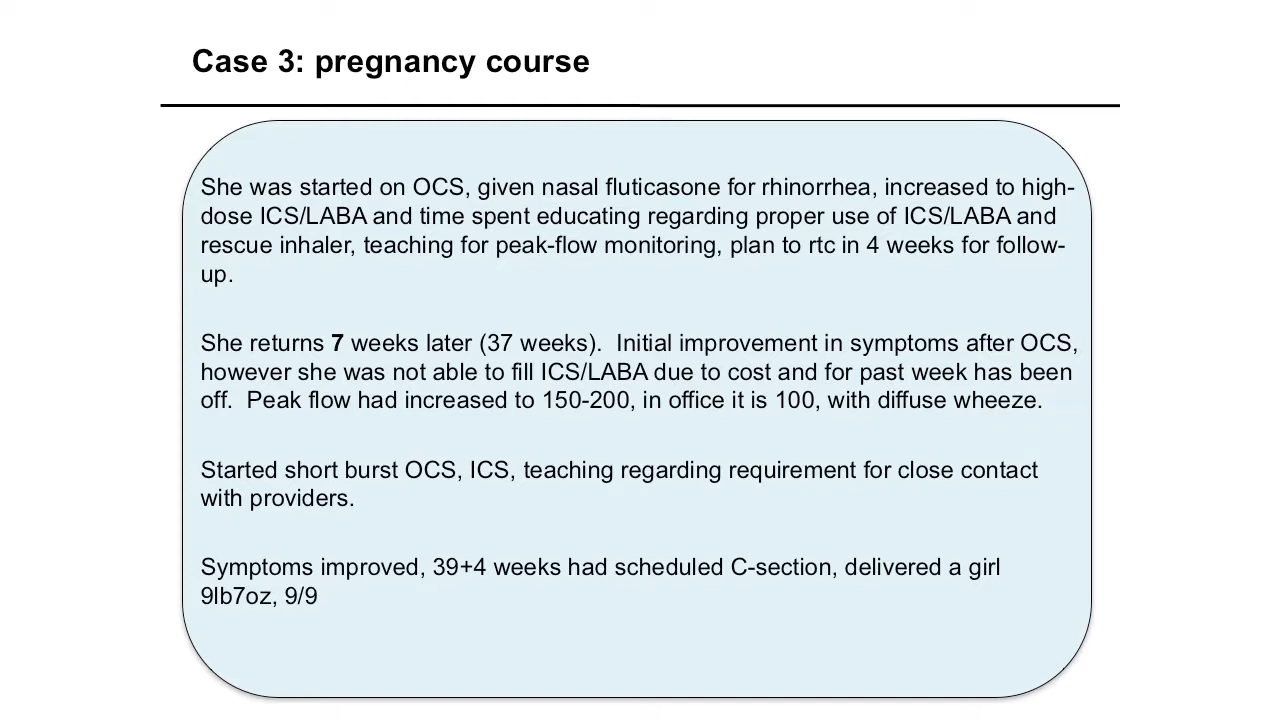 Case 3: pregnancy course
She was started on OCS, given nasal fluticasone for rhinorrhea, increased to high-
dose ICS/LABA and time spent educating regarding proper use of ICS/LABA and
rescue inhaler, teaching for peak-flow monitoring, plan to rtc in 4 weeks for follow-
up.
She returns 7 weeks later (37 weeks).  Initial improvement in symptoms after OCS,
however she was not able to fill ICS/LABA due to cost and for past week has been
off.  Peak flow had increased to 150-200, in office it is 100, with diffuse wheeze.
Started short burst OCS, ICS, teaching regarding requirement for close contact
with providers.
Symptoms improved, 39+4 weeks had scheduled C-section, delivered a girl
9lb7oz, 9/9